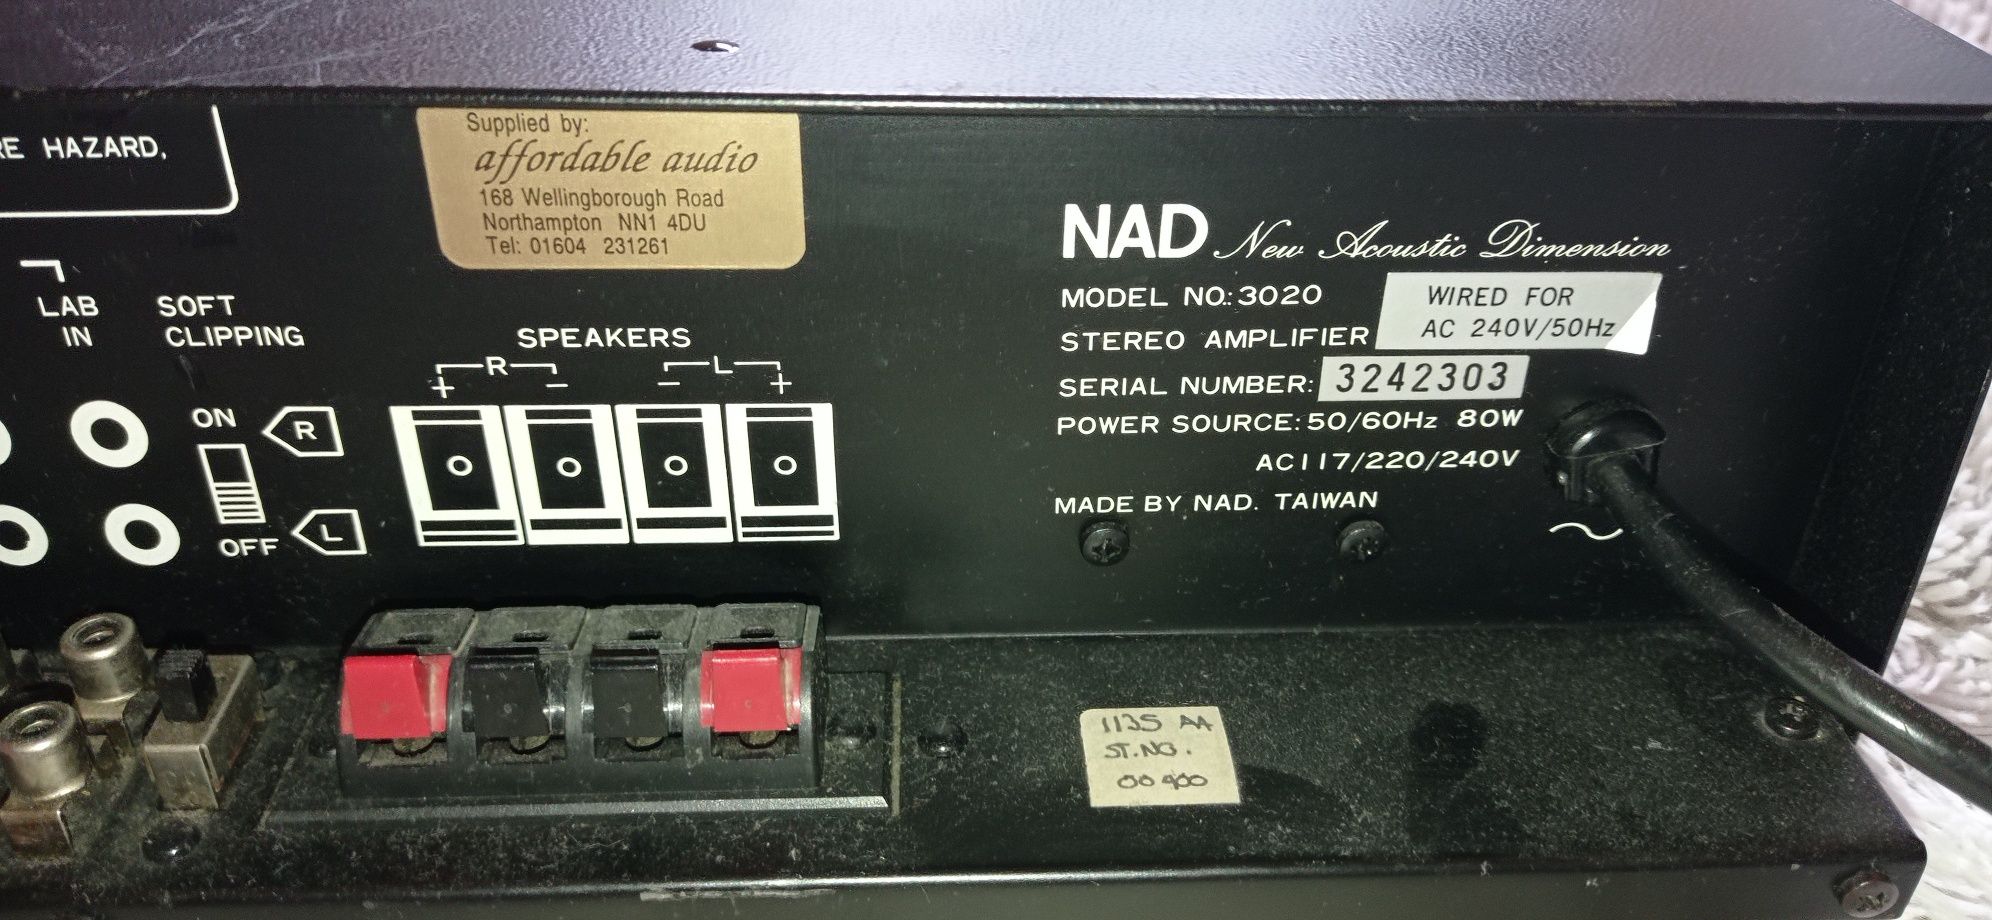 RE HAZARD,
Supplied by:
affordable audio
168 Wellingborough Road
Northampton NN1 4DU
Tel: 01604 231261
LAB
IN
SOFT
CLIPPING
ON
OFF
R
L
SPEAKERS
R
L
+ - - +
NAD New Acoustic Dimension
MODEL NO.:3020
STEREO AMPLIFIER
WIRED FOR
AC 240V/50Hz
SERIAL NUMBER: 3242303
POWER SOURCE: 50/60Hz 80W
AC117/220/240V
MADE BY NAD. TAIWAN
1135 AA
ST.NO.
00400